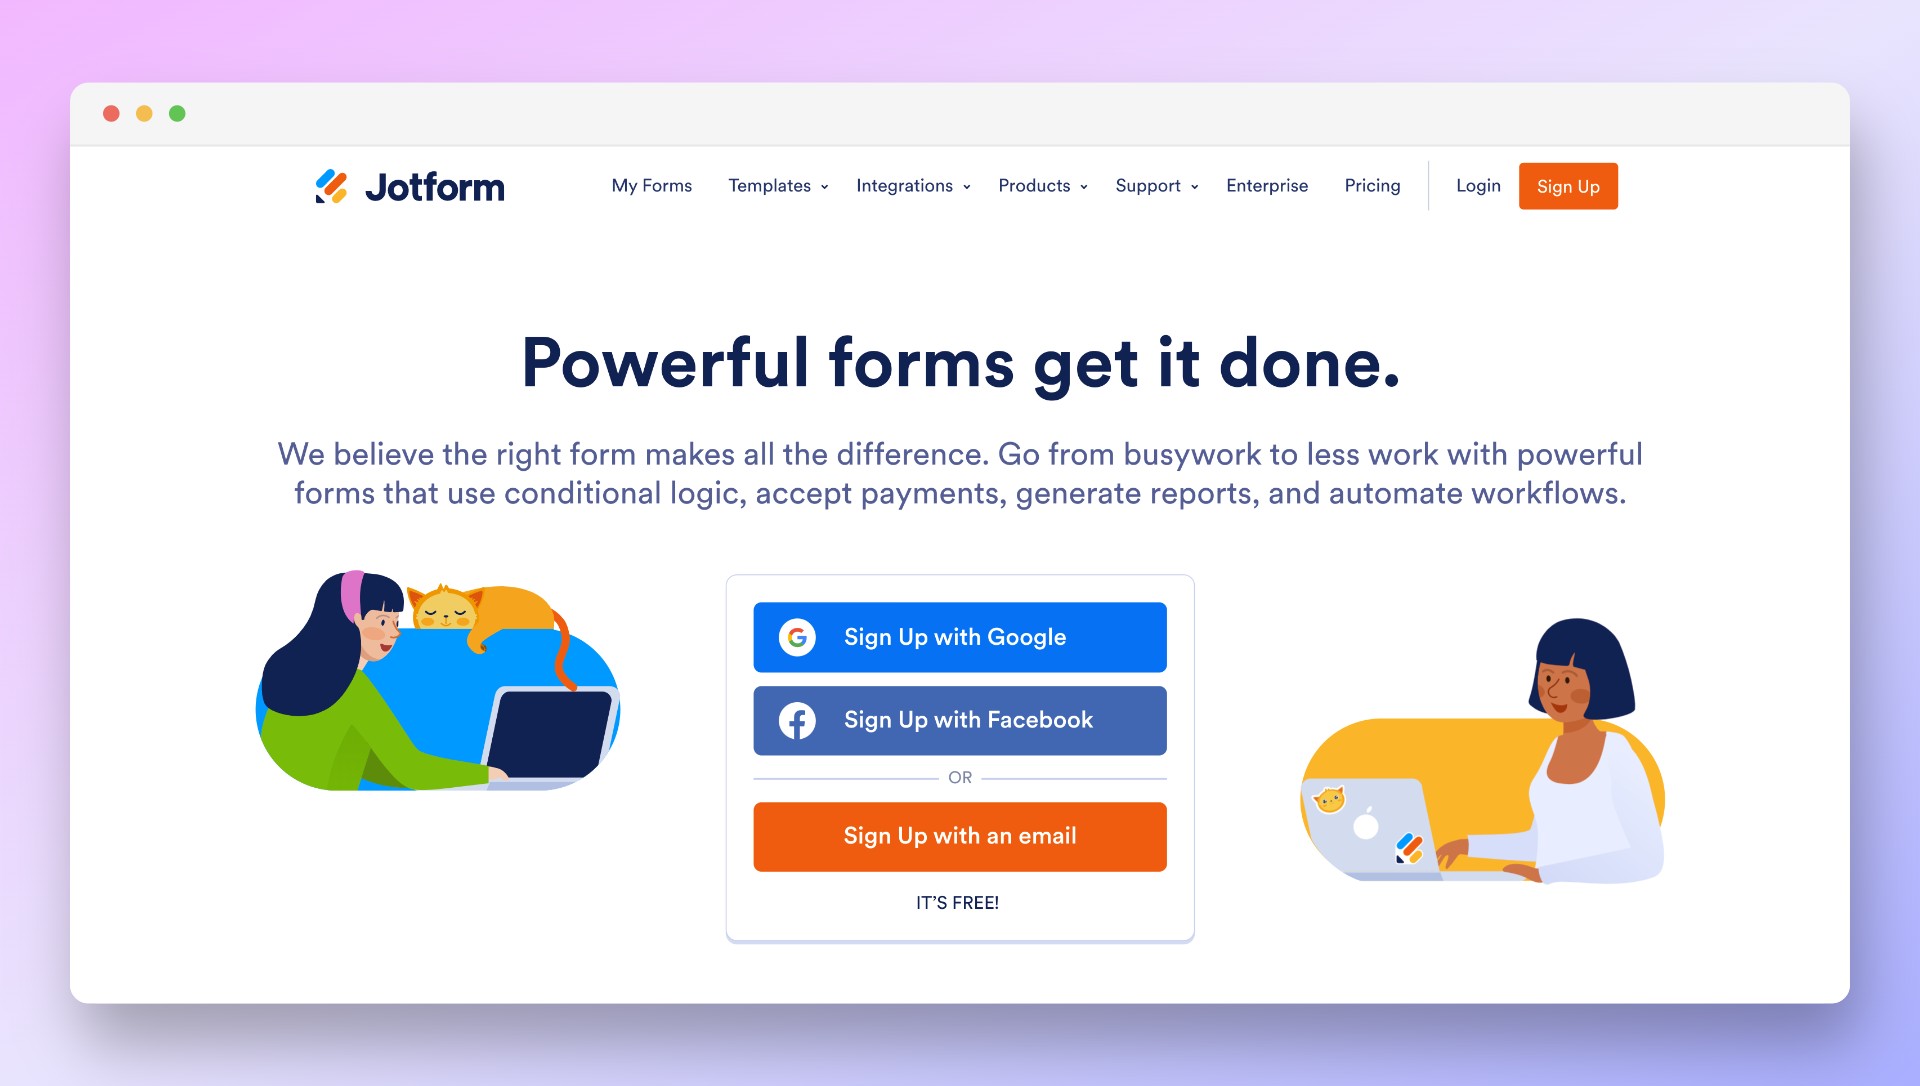 Jotform
My Forms
Templates
Integrations
Products
Support
Enterprise
Pricing
Login
Sign Up
Powerful forms get it done.
We believe the right form makes all the difference. Go from busywork to less work with powerful
forms that use conditional logic, accept payments, generate reports, and automate workflows.
Sign Up with Google
Sign Up with Facebook
OR
Sign Up with an email
IT’S FREE!